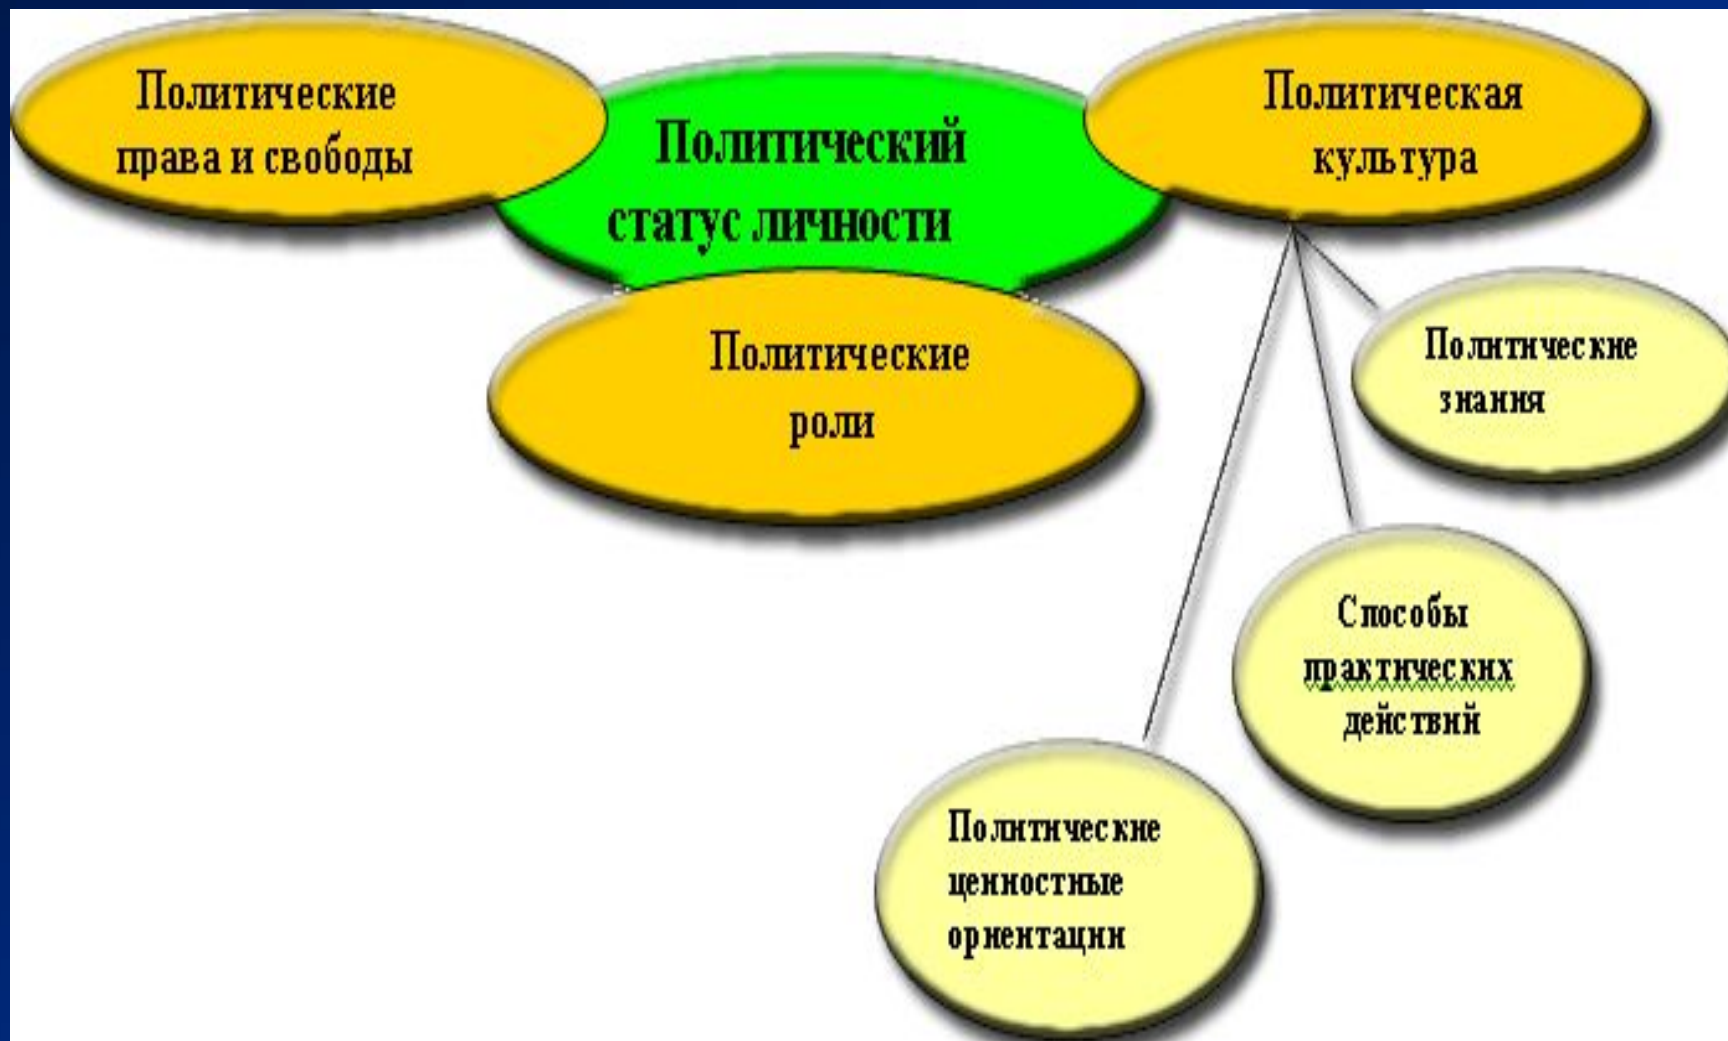 Политические
права и свободы
Политический
статус личности
Политическая
культура
Политические
роли
Политические
знания
Способы
практических
действий
Политические
ценностные
ориентации